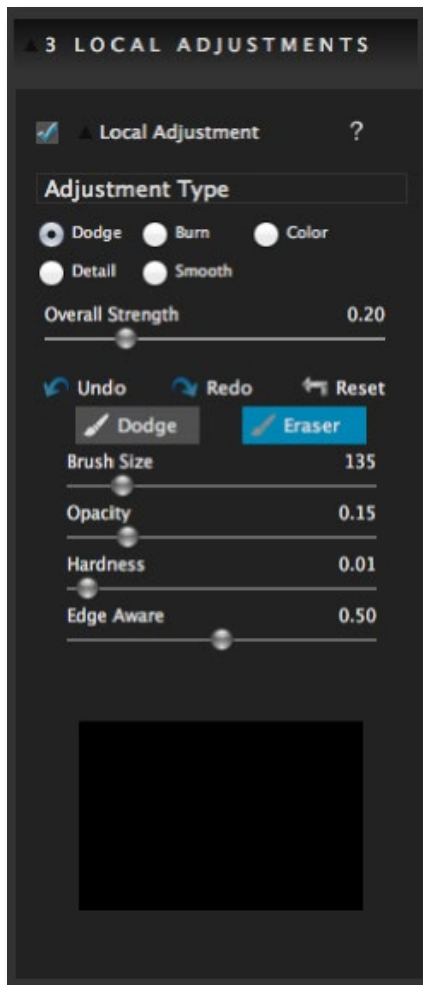 3 LOCAL ADJUSTMENTS
Local Adjustment ?
Adjustment Type
Dodge Burn Color
Detail Smooth
Overall Strength 0.20
Undo Redo Reset
Dodge Eraser
Brush Size 135
Opacity 0.15
Hardness 0.01
Edge Aware 0.50